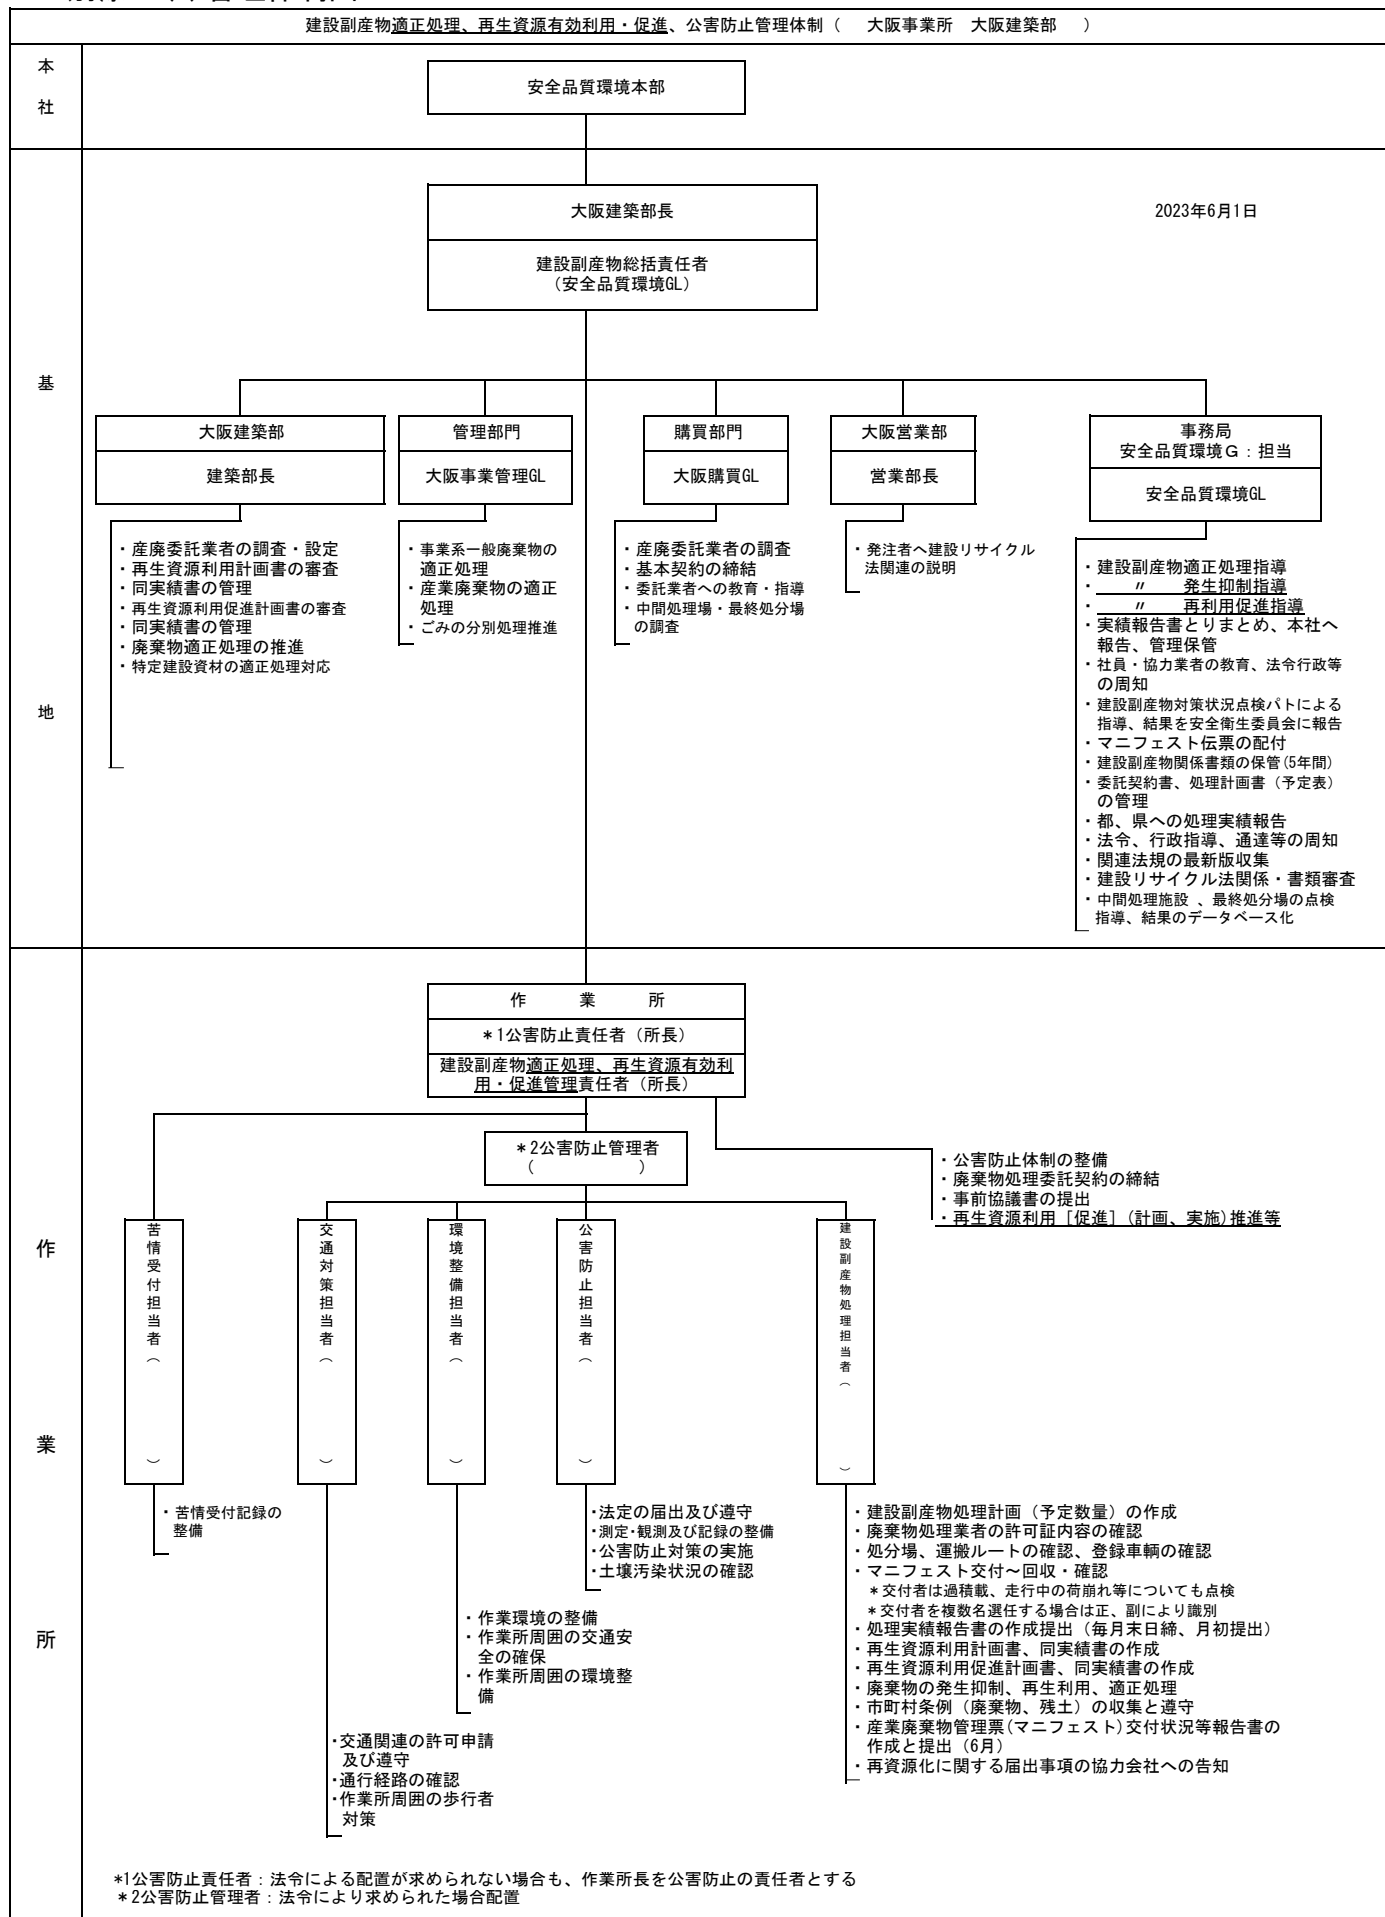 建設副産物適正処理、再生資源有効利用・促進、公害防止管理体制（　大阪事業所　大阪建築部　）
本社
安全品質環境本部
基地
大阪建築部長
2023年6月1日
建設副産物総括責任者
（安全品質環境GL）
大阪建築部
建築部長
・産廃委託業者の調査・設定
・再生資源利用計画書の審査
・同実績書の管理
・再生資源利用促進計画書の審査
・同実績書の管理
・廃棄物適正処理の推進
・特定建設資材の適正処理対応
管理部門
大阪事業管理GL
・事業系一般廃棄物の
適正処理
・産業廃棄物の適正
処理
・ごみの分別処理推進
購買部門
大阪購買GL
・産廃委託業者の調査
・基本契約の締結
・委託業者への教育・指導
・中間処理場・最終処分場
の調査
大阪営業部
営業部長
・発注者へ建設リサイクル
法関連の説明
事務局
安全品質環境Ｇ：担当
安全品質環境GL
・建設副産物適正処理指導
・　〃　発生抑制指導
・　〃　再利用促進指導
・実績報告書とりまとめ、本社へ
報告、管理保管
・社員・協力業者の教育、法令行政等
の周知
・建設副産物対策状況点検パトによる
指導、結果を安全衛生委員会に報告
・マニフェスト伝票の配付
・建設副産物関係書類の保管(5年間)
・委託契約書、処理計画書（予定表）
の管理
・都、県への処理実績報告
・法令、行政指導、通達等の周知
・関連法規の最新版収集
・建設リサイクル法関係・書類審査
・中間処理施設 、最終処分場の点検
指導、結果のデータベース化
作業所
作　業　所
＊1公害防止責任者（所長）
建設副産物適正処理、再生資源有効利
用・促進管理責任者（所長）
＊2公害防止管理者
（　　　　　　）
・公害防止体制の整備
・廃棄物処理委託契約の締結
・事前協議書の提出
・再生資源利用［促進］(計画、実施)推進等
苦情受付担当者（　　　）
・苦情受付記録の
整備
交通対策担当者（　　　）
・交通関連の許可申請
及び遵守
・通行経路の確認
・作業所周囲の歩行者
対策
環境整備担当者（　　　）
・作業環境の整備
・作業所周囲の交通安
全の確保
・作業所周囲の環境整
備
公害防止担当者（　　　）
・法定の届出及び遵守
・測定・観測及び記録の整備
・公害防止対策の実施
・土壌汚染状況の確認
建設副産物処理担当者（　　　）
・建設副産物処理計画（予定数量）の作成
・廃棄物処理業者の許可証内容の確認
・処分場、運搬ルートの確認、登録車輌の確認
・マニフェスト交付～回収・確認
＊交付者は過積載、走行中の荷崩れ等についても点検
＊交付者を複数名選任する場合は正、副により識別
・処理実績報告書の作成提出（毎月末日締、月初提出）
・再生資源利用計画書、同実績書の作成
・再生資源利用促進計画書、同実績書の作成
・廃棄物の発生抑制、再生利用、適正処理
・市町村条例（廃棄物、残土）の収集と遵守
・産業廃棄物管理票(マニフェスト)交付状況等報告書の
作成と提出（6月）
・再資源化に関する届出事項の協力会社への告知
*1公害防止責任者：法令による配置が求められない場合も、作業所長を公害防止の責任者とする
＊2公害防止管理者：法令により求められた場合配置